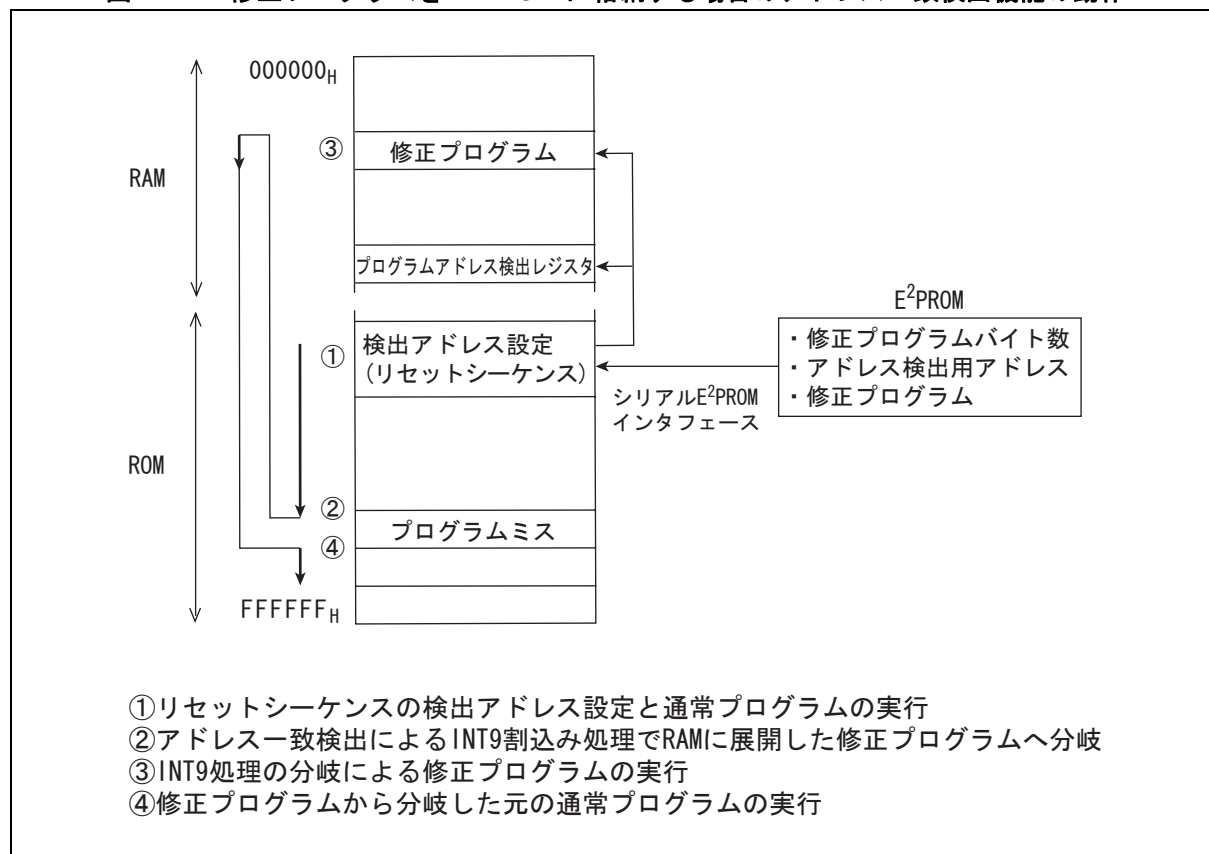 000000H
③ 修正プログラム
RAM
プログラムアドレス検出レジスタ
E2PROM
・修正プログラムバイト数
・アドレス検出用アドレス
・修正プログラム
① 検出アドレス設定
(リセットシーケンス)
シリアルE2PROM
インタフェース
ROM
②
プログラムミス
④
FFFFFFH
①リセットシーケンスの検出アドレス設定と通常プログラムの実行
②アドレス一致検出によるINT9割込み処理でRAMに展開した修正プログラムへ分岐
③INT9処理の分岐による修正プログラムの実行
④修正プログラムから分岐した元の通常プログラムの実行